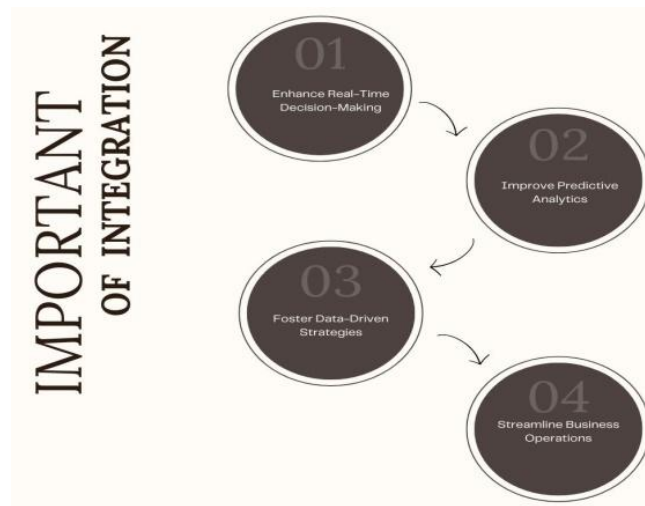 IMPORTANT
OF INTEGRATION
01
Enhance Real-Time
Decision-Making
02
Improve Predictive
Analytics
03
Foster Data-Driven
Strategies
04
Streamline Business
Operations